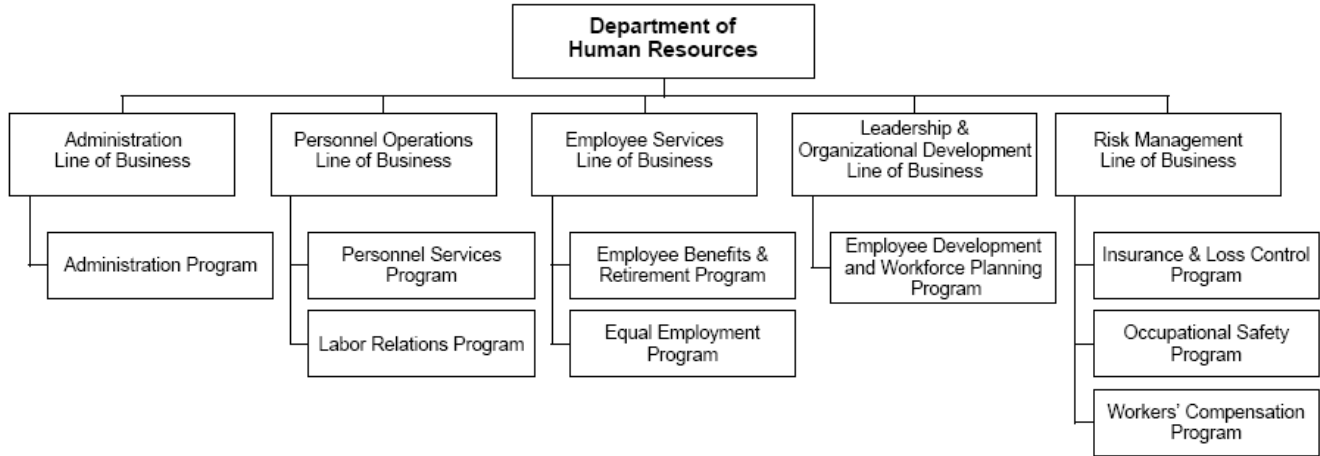 Department of
Human Resources
Administration
Line of Business
Personnel Operations
Line of Business
Employee Services
Line of Business
Leadership &
Organizational Development
Line of Business
Risk Management
Line of Business
Administration Program
Personnel Services
Program
Labor Relations Program
Employee Benefits &
Retirement Program
Equal Employment
Program
Employee Development
and Workforce Planning
Program
Insurance & Loss Control
Program
Occupational Safety
Program
Workers’ Compensation
Program